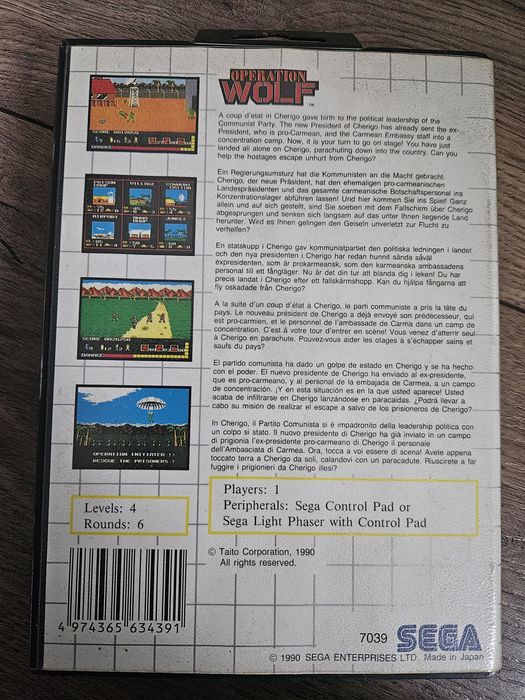 OPERATION
WOLF™
A coup d'etat in Cherigo gave birth to the political leadership of the
Communist Party. The new President of Cherigo has already sent the ex-
President, who is pro-Carmean, and the Carmean Embassy staff into a
concentration camp. Now, it is your turn to go on stage! You have just
landed all alone on Cherigo, parachuting down into the country. Can you
help the hostages escape unhurt from Cherigo?
Ein Regierungsumsturz hat die Kommunisten an die Macht gebracht.
Cherigo, der neue Präsident, hat den ehemaligen pro-carmeanischen
Landespräsidenten und das gesamte carmeanische Botschaftspersonal ins
Konzentrationslager abführen lassen! Und hier kommen Sie ins Spiel! Ganz
allein und auf sich gestellt, sind Sie soeben mit dem Fallschirm über Cherigo
abgesprungen und senken sich langsam auf das unter Ihnen liegende Land
herunter. Wird es Ihnen gelingen den Geiseln unverletzt zur Flucht zu
verhelfen?
En statskupp i Cherigo gav kommunistpartiet den politiska ledningen i landet
och den nya presidenten i Cherigo har redan hunnit sända såväl
expresidenten, som är prokarmeansk, som den karmeanska ambassadens
personal till ett fångläger. Nu är det din tur att blanda dig i leken! Du har
precis landat i Cherigo efter ett fallskärmshopp. Kan du hjälpa fångarna att
fly oskadade från Cherigo?
A la suite d'un coup d'état à Cherigo, le parti communiste a pris la tête du
pays. Le nouveau président de Cherigo a déjà envoyé son prédécesseur, qui
est pro-carmien, et le personnel de l'ambassade de Carma dans un camp de
concentration. C'est à votre tour d'entrer en scène! Vous venez d'atterrir seul
à Cherigo en parachute. Pouvez-vous aider les otages à s'échapper sains et
saufs du pays?
El partido comunista ha dado un golpe de estado en Cherigo y se ha hecho
con el poder. El nuevo presidente de Cherigo ha enviado al ex-presidente,
que es pro-carmeano, y al personal de la embajada de Carmea, a un campo
de concentración. ¡Y en esta situación es en la que usted aparece! Usted
acaba de infiltrarse en Cherigo lanzándose en paracaídas. ¿Podrá llevar a
cabo su misión de realizar el escape a salvo de los prisioneros de Cherigo?
In Cherigo, il Partito Comunista si è impadronito della leadership politica con
un colpo si stato. Il nuovo presidente di Cherigo ha già inviato in un campo
di prigionia l'ex-presidente pro-carmeano di Cherigo il personale
dell'Ambasciata di Carmea. Ora, tocca a voi essere di scena! Avete appena
toccato terra a Cherigo da soli, calandovi con un paracadute. Riuscirete a far
fuggire i prigionieri da Cherigo illesi?
OPERATION INITIATED !-
RESCUE THE PRISONERS !
Levels: 4
Rounds: 6
Players: 1
Peripherals: Sega Control Pad or
Sega Light Phaser with Control Pad
© Taito Corporation, 1990
All rights reserved.
4 974365 634391
7039
SEGA
© 1990 SEGA ENTERPRISES LTD. Made in Japan